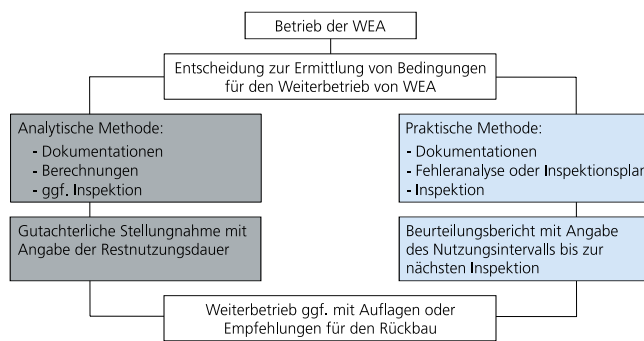 Betrieb der WEA
Entscheidung zur Ermittlung von Bedingungen
für den Weiterbetrieb von WEA
Analytische Methode:
- Dokumentationen
- Berechnungen
- ggf. Inspektion
Praktische Methode:
- Dokumentationen
- Fehleranalyse oder Inspektionsplan
- Inspektion
Gutachterliche Stellungnahme mit
Angabe der Restnutzungsdauer
Beurteilungsbericht mit Angabe
des Nutzungsintervalls bis zur
nächsten Inspektion
Weiterbetrieb ggf. mit Auflagen oder
Empfehlungen für den Rückbau